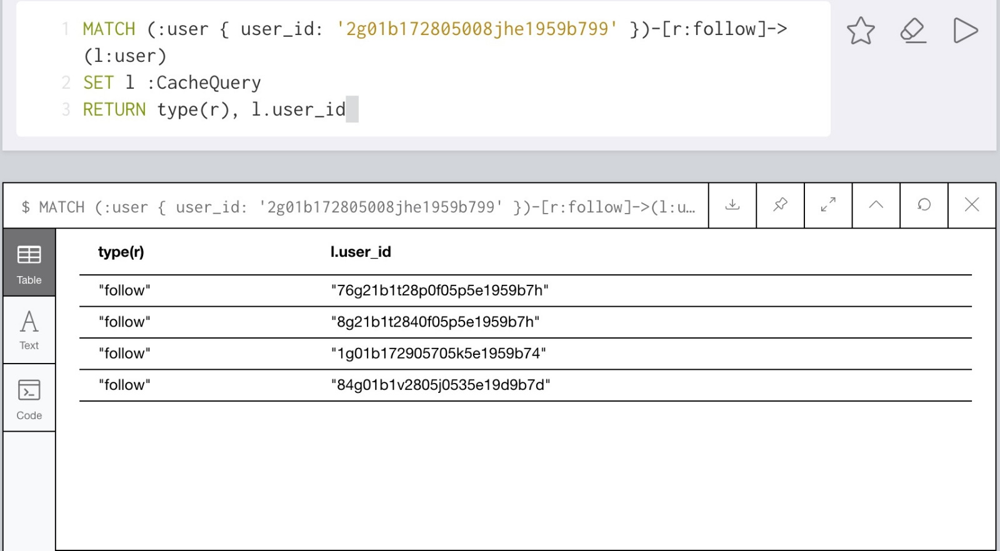 1 MATCH (:user { user_id: '2g01b172805008jhe1959b799' })-[r:follow]->
(l:user)
2 SET l :CacheQuery
3 RETURN type(r), l.user_id
$ MATCH (:user { user_id: '2g01b172805008jhe1959b799' })-[r:follow]->(l:u…
Table
Text
Code
type(r) l.user_id
"follow" "76g21b1t28p0f05p5e1959b7h"
"follow" "8g21b1t2840f05p5e1959b7h"
"follow" "1g01b172905705k5e1959b74"
"follow" "84g01b1v2805j0535e19d9b7d"